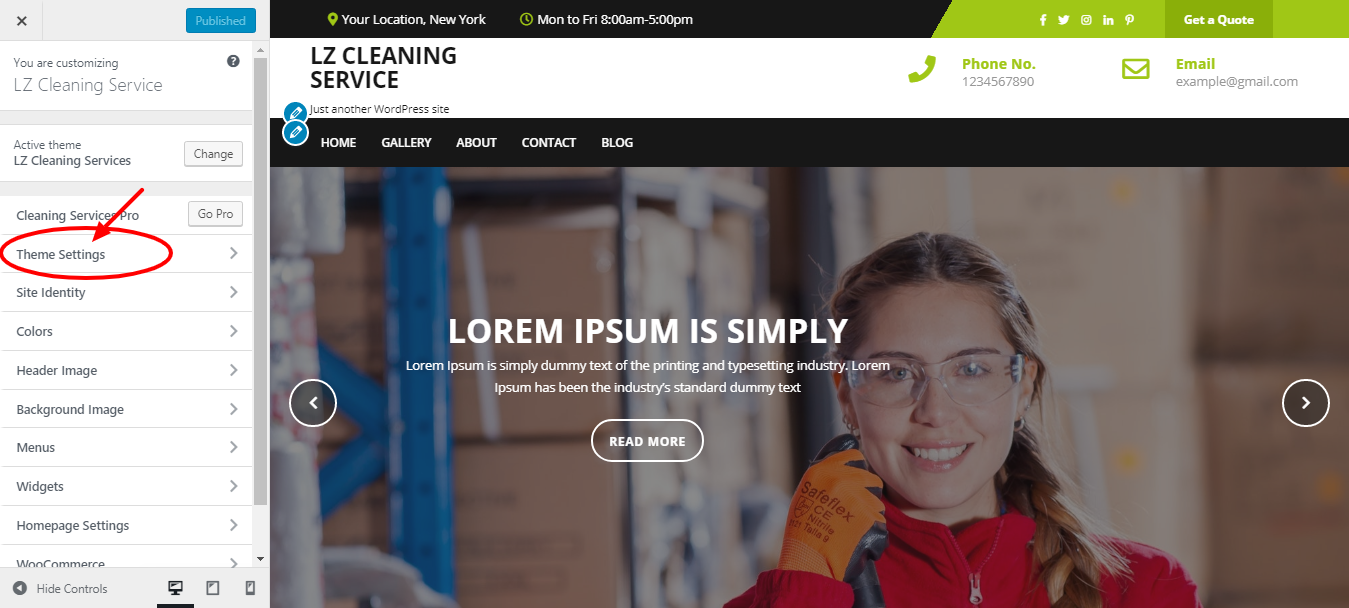 Published
You are customizing
LZ Cleaning Service
Active theme
LZ Cleaning Services
Change
Cleaning Services Pro
Go Pro
Theme Settings
Site Identity
Colors
Header Image
Background Image
Menus
Widgets
Homepage Settings
WooCommerce
Hide Controls
Your Location, New York
Mon to Fri 8:00am-5:00pm
Get a Quote
LZ CLEANING
SERVICE
Just another WordPress site
Phone No.
1234567890
Email
example@gmail.com
HOME
GALLERY
ABOUT
CONTACT
BLOG
LOREM IPSUM IS SIMPLY
Lorem Ipsum is simply dummy text of the printing and typesetting industry. Lorem
Ipsum has been the industry's standard dummy text
READ MORE
Safeflex
CE
Nitrile
Talla 9